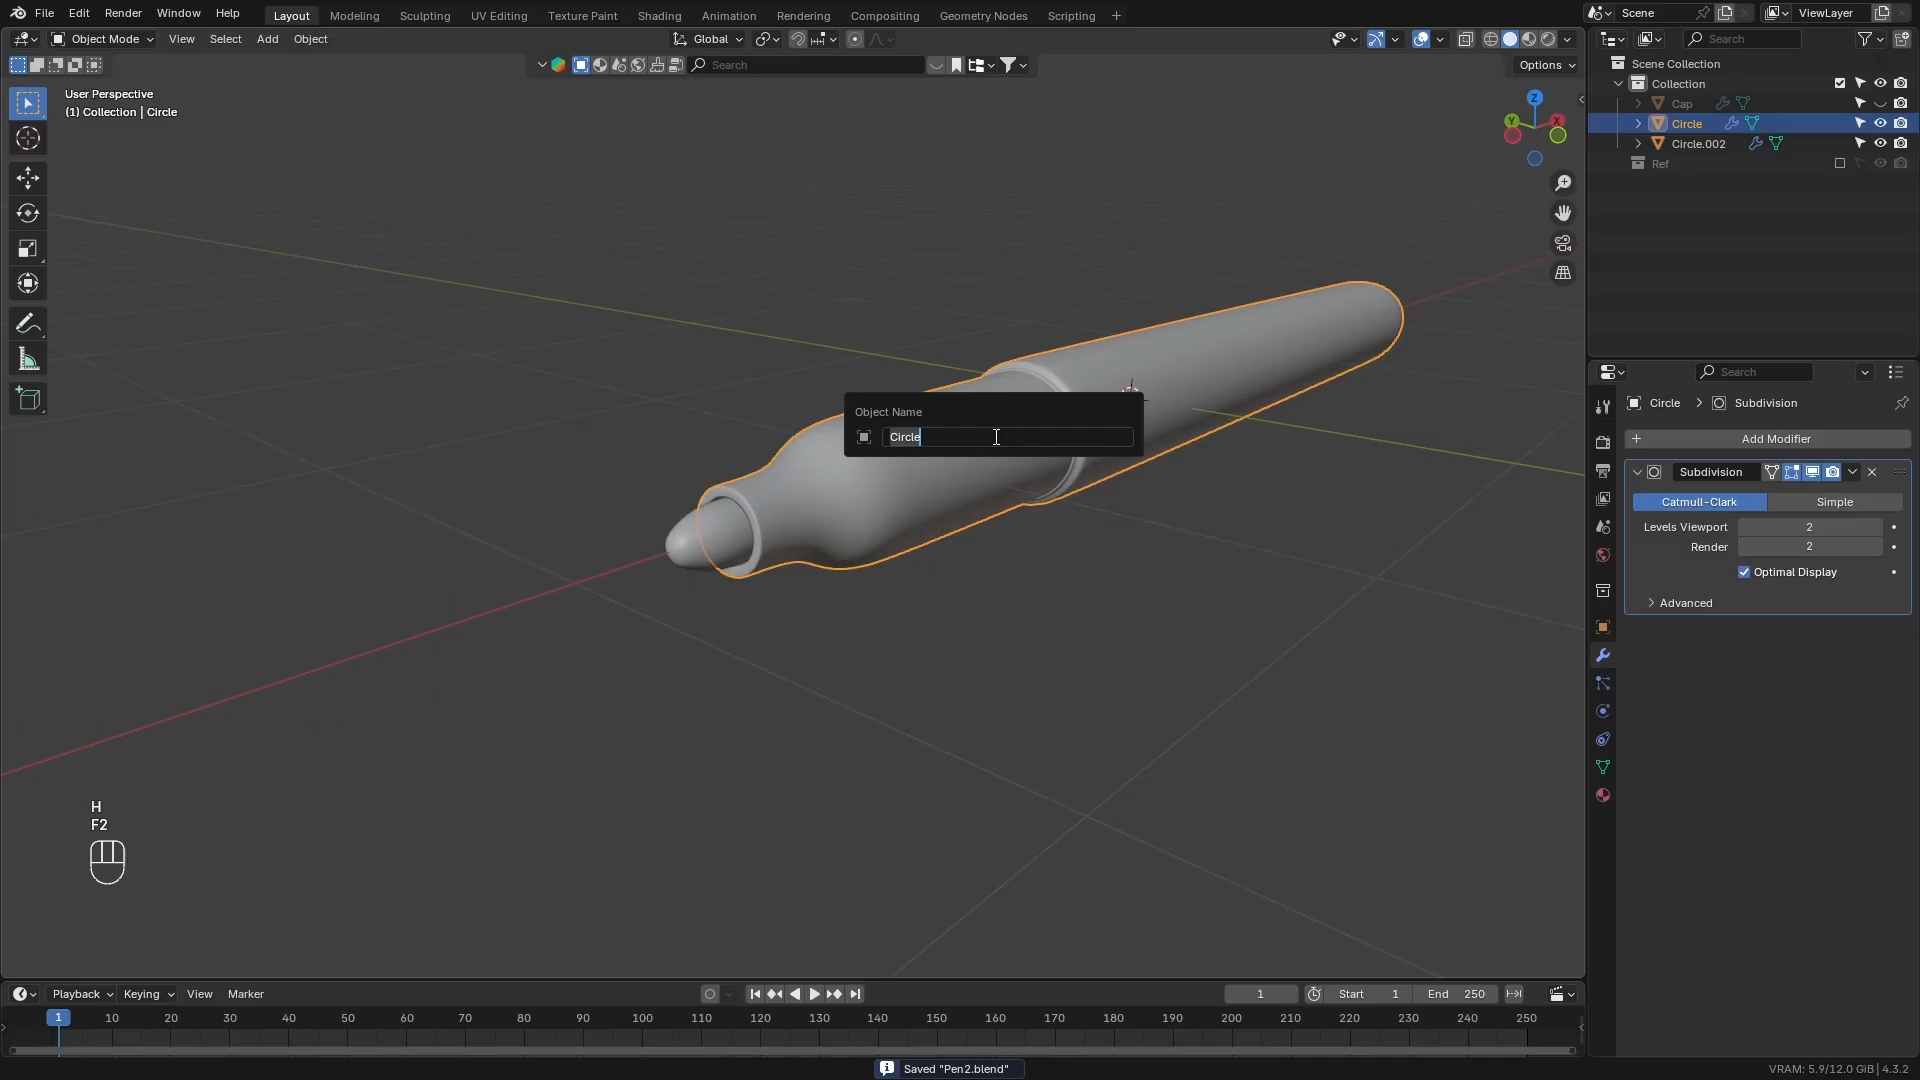 File Edit Render Window Help
Layout Modeling Sculpting UV Editing Texture Paint Shading Animation Rendering Compositing Geometry Nodes Scripting +
Scene
ViewLayer
Object Mode View Select Add Object
Global
Search
Search
Options
User Perspective
(1) Collection | Circle
Z
Y
X
Scene Collection
Collection
Cap
Circle
Circle.002
Ref
Object Name
Circle
Search
Circle > Subdivision
+ Add Modifier
Subdivision
Catmull-Clark Simple
Levels Viewport 2
Render 2
Optimal Display
Advanced
H
F2
Playback Keying View Marker
1 Start 1 End 250
1 10 20 30 40 50 60 70 80 90 100 110 120 130 140 150 160 170 180 190 200 210 220 230 240 250
Saved "Pen2.blend"
VRAM: 5.9/12.0 GiB | 4.3.2